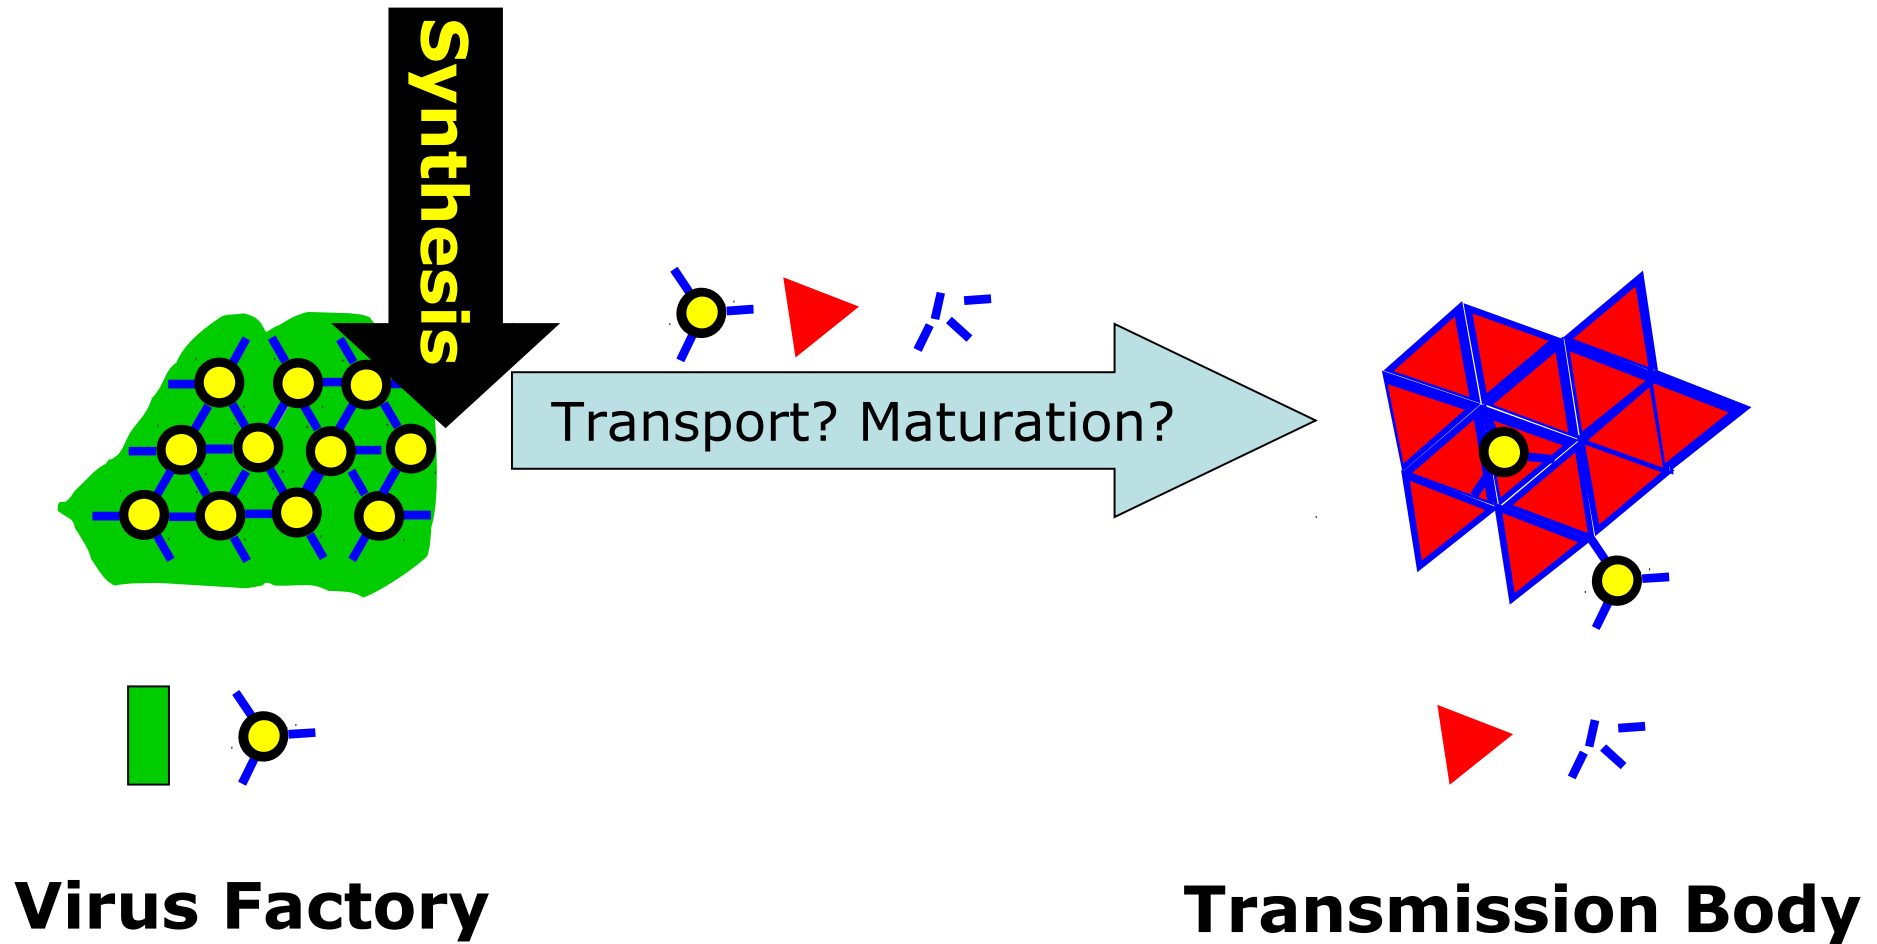 Synthesis
Transport? Maturation?
Virus Factory
Transmission Body